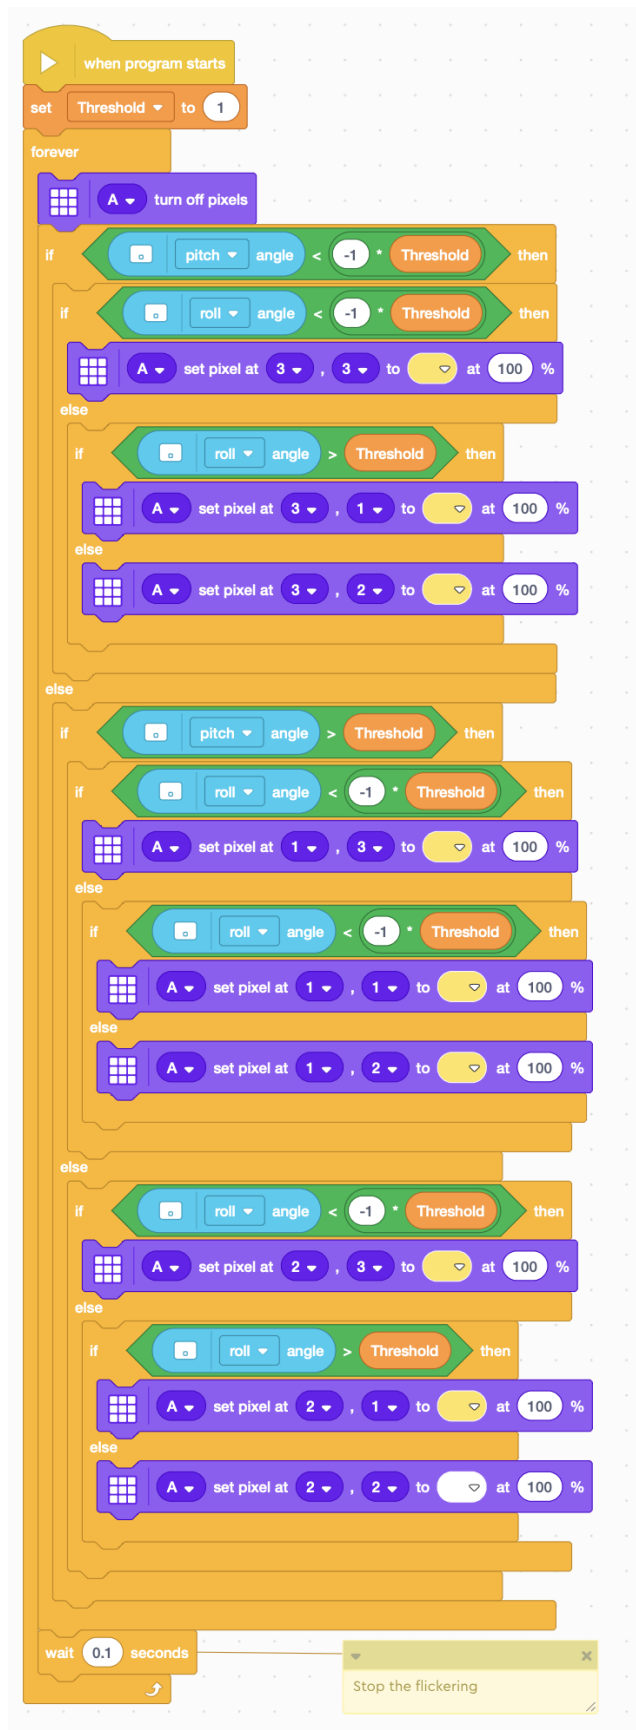 when program starts
set Threshold to 1
forever
A turn off pixels
if pitch angle < -1 * Threshold then
if roll angle < -1 * Threshold then
A set pixel at 3 , 3 to at 100 %
else
if roll angle > Threshold then
A set pixel at 3 , 1 to at 100 %
else
A set pixel at 3 , 2 to at 100 %
else
if pitch angle > Threshold then
if roll angle < -1 * Threshold then
A set pixel at 1 , 3 to at 100 %
else
if roll angle < -1 * Threshold then
A set pixel at 1 , 1 to at 100 %
else
A set pixel at 1 , 2 to at 100 %
else
if roll angle < -1 * Threshold then
A set pixel at 2 , 3 to at 100 %
else
if roll angle > Threshold then
A set pixel at 2 , 1 to at 100 %
else
A set pixel at 2 , 2 to at 100 %
wait 0.1 seconds
Stop the flickering